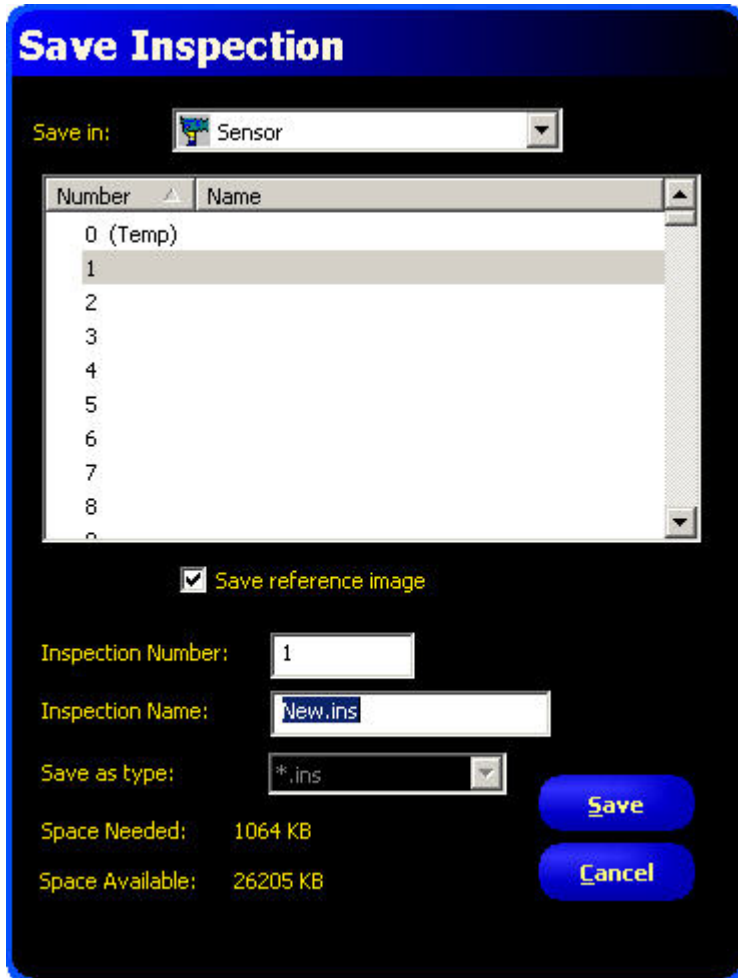 Save Inspection
Save in: Sensor
Number Name
0 (Temp)
1
2
3
4
5
6
7
8
Save reference image
Inspection Number: 1
Inspection Name: New.ins
Save as type: *.ins
Space Needed: 1064 KB
Save
Space Available: 26205 KB
Cancel